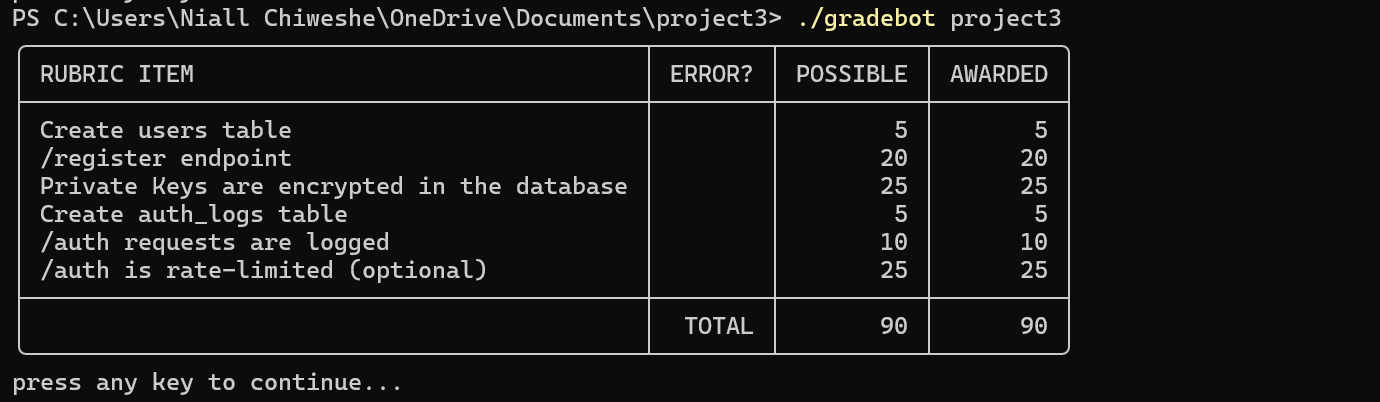 PS C:\Users\Niall Chiweshe\OneDrive\Documents\project3> ./gradebot project3
RUBRIC ITEM ERROR? POSSIBLE AWARDED
Create users table 5 5
/register endpoint 20 20
Private Keys are encrypted in the database 25 25
Create auth_logs table 5 5
/auth requests are logged 10 10
/auth is rate-limited (optional) 25 25
TOTAL 90 90
press any key to continue...